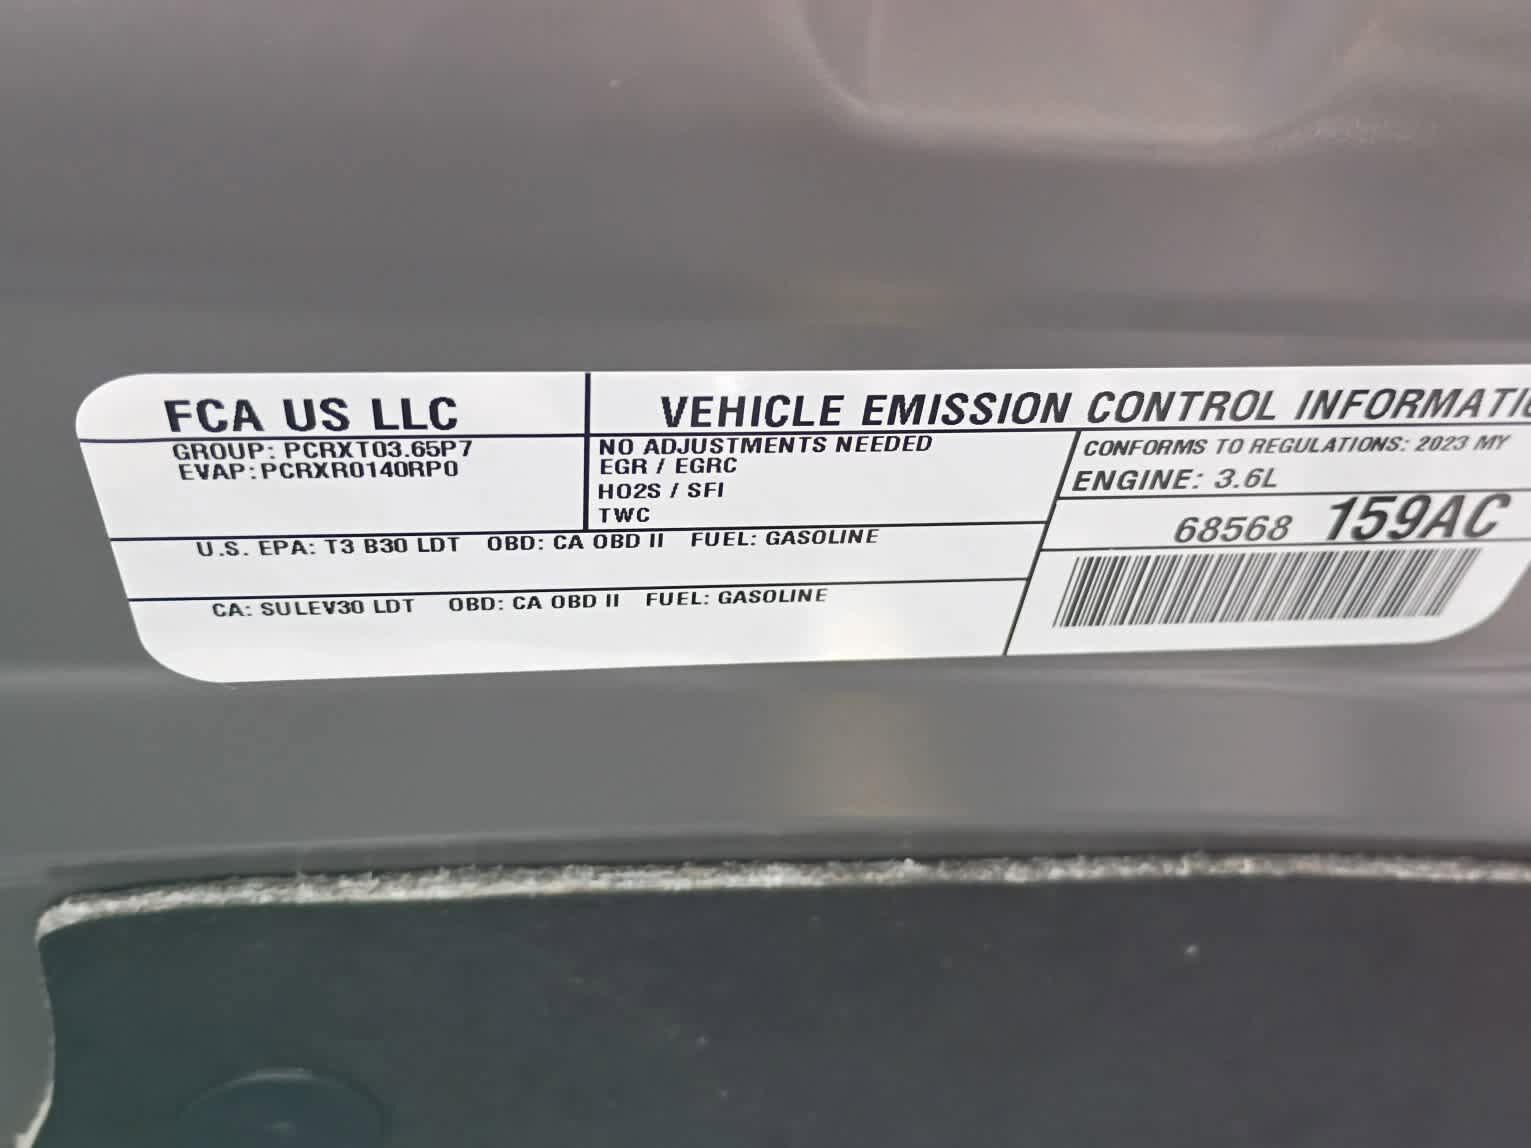 FCA US LLC
VEHICLE EMISSION CONTROL
GROUP: PCRXT03.65P7
EVAP: PCRXR0140RP0
NO ADJUSTMENTS NEEDED
EGR / EGRC
HO2S / SFI
TWC
CONFORMS TO REGULATIONS: 2023 MY
ENGINE: 3.6L
68568 159AC
U.S. EPA: T3 B30 LDT OBD: CA OBD II FUEL: GASOLINE
CA: SULEV30 LDT OBD: CA OBD II FUEL: GASOLINE